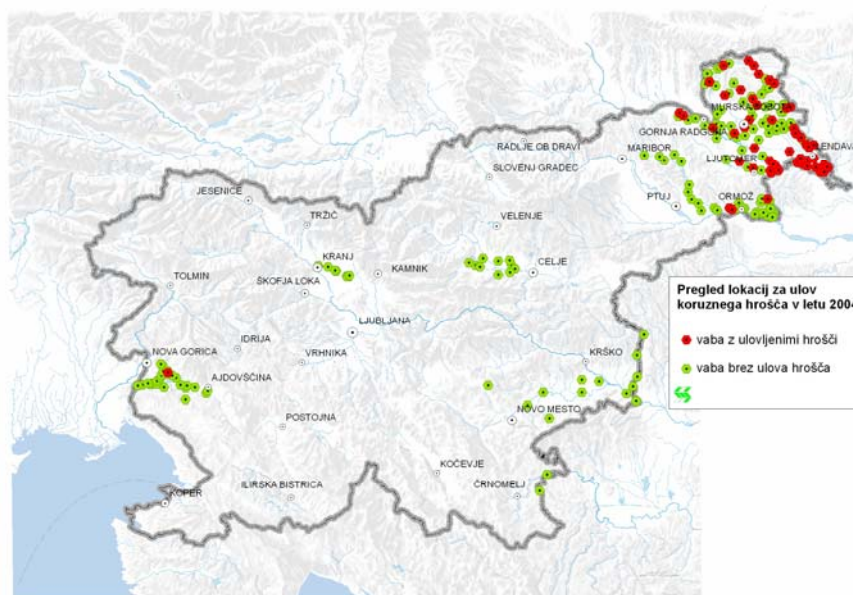 MURSKA SOBOTA
GORNJA RADGONA
RADLJE OB DRAVI
MARIBOR
LENDAVA
LJUTOMER
SLOVENJ GRADEC
JESENICE
PTUJ
ORMOŽ
TRŽIČ
VELENJE
KRANJ
KAMNIK
CELJE
TOLMIN
ŠKOFJA LOKA
Pregled lokacij za ulov
koruznega hrošča v letu 2004
LJUBLJANA
vaba z ulovljenimi hrošči
IDRIJA
NOVA GORICA
VRHNIKA
KRŠKO
vaba brez ulova hrošča
AJDOVŠČINA
POSTOJNA
NOVO MESTO
KOČEVJE
ILIRSKA BISTRICA
ČRNOMELJ
KOPER